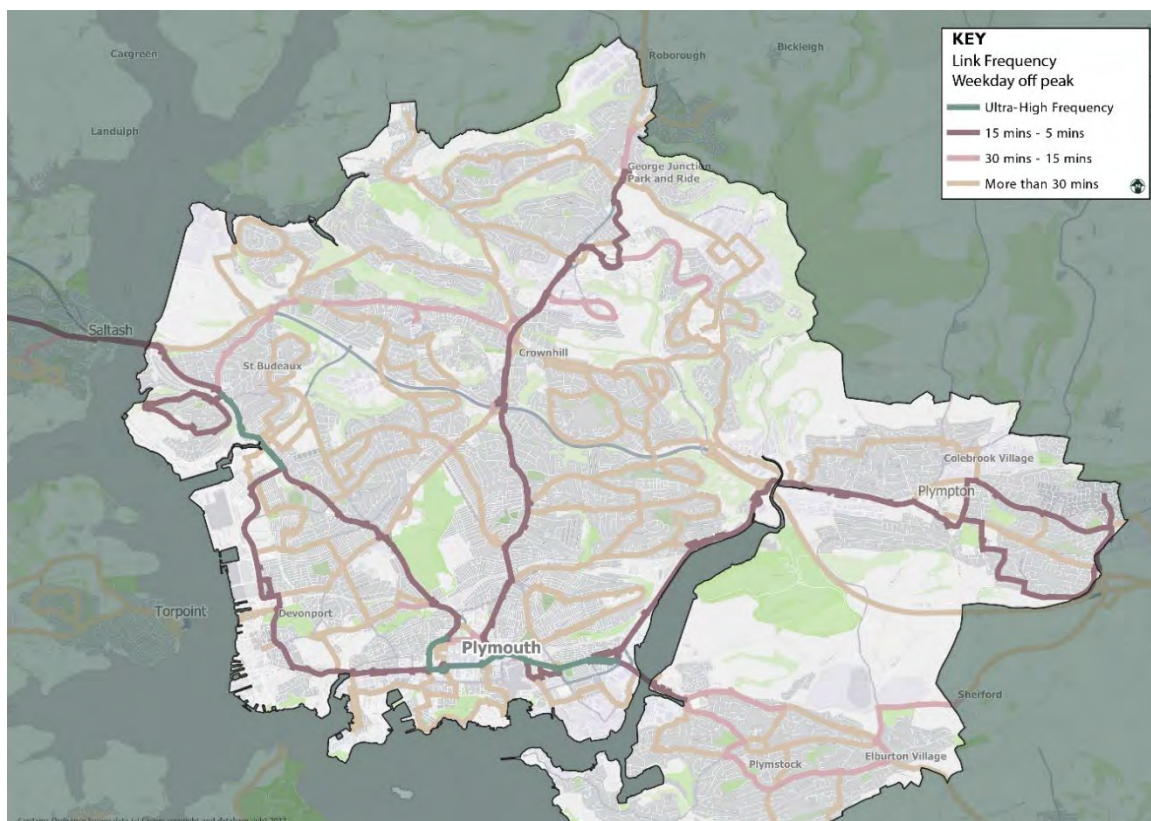 Cargreen
Roborough
Bickleigh
KEY
Link Frequency
Weekday off peak
Ultra-High Frequency
15 mins - 5 mins
30 mins - 15 mins
More than 30 mins
Landulph
George Junction
Park and Ride
Saltash
St Budeaux
Crownhill
Colebrook Village
Plympton
Torpoint
Devonport
Plymouth
Sherford
Plymstock
Elburton Village